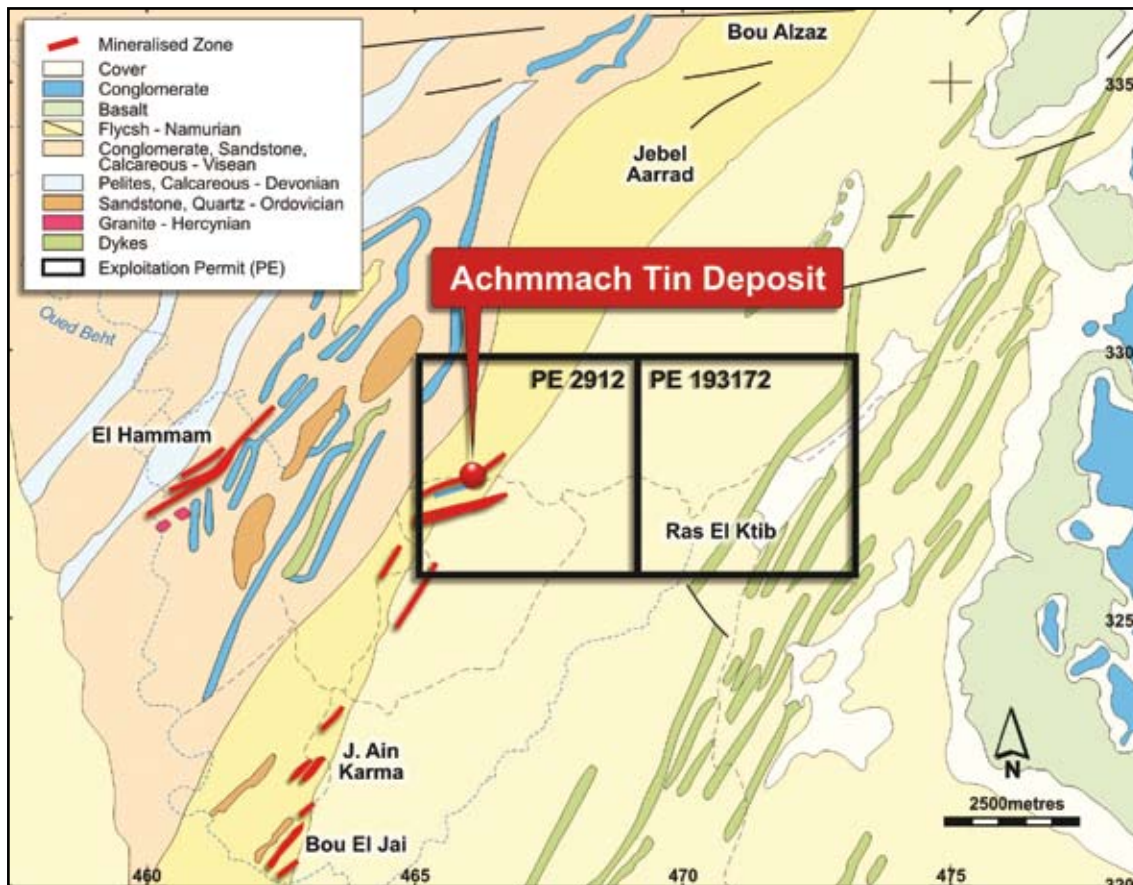 Mineralised Zone
Cover
Conglomerate
Basalt
Flycsh - Namurian
Conglomerate, Sandstone,
Calcareous - Visean
Pelites, Calcareous - Devonian
Sandstone, Quartz - Ordovician
Granite - Hercynian
Dykes
Exploitation Permit (PE)
Bou Alzaz
335
Jebel
Aarrad
Achmmach Tin Deposit
Oued Beht
330
PE 2912
PE 193172
El Hammam
Ras El Ktib
325
J. Ain
Karma
N
2500metres
Bou El Jai
460
465
470
475
320